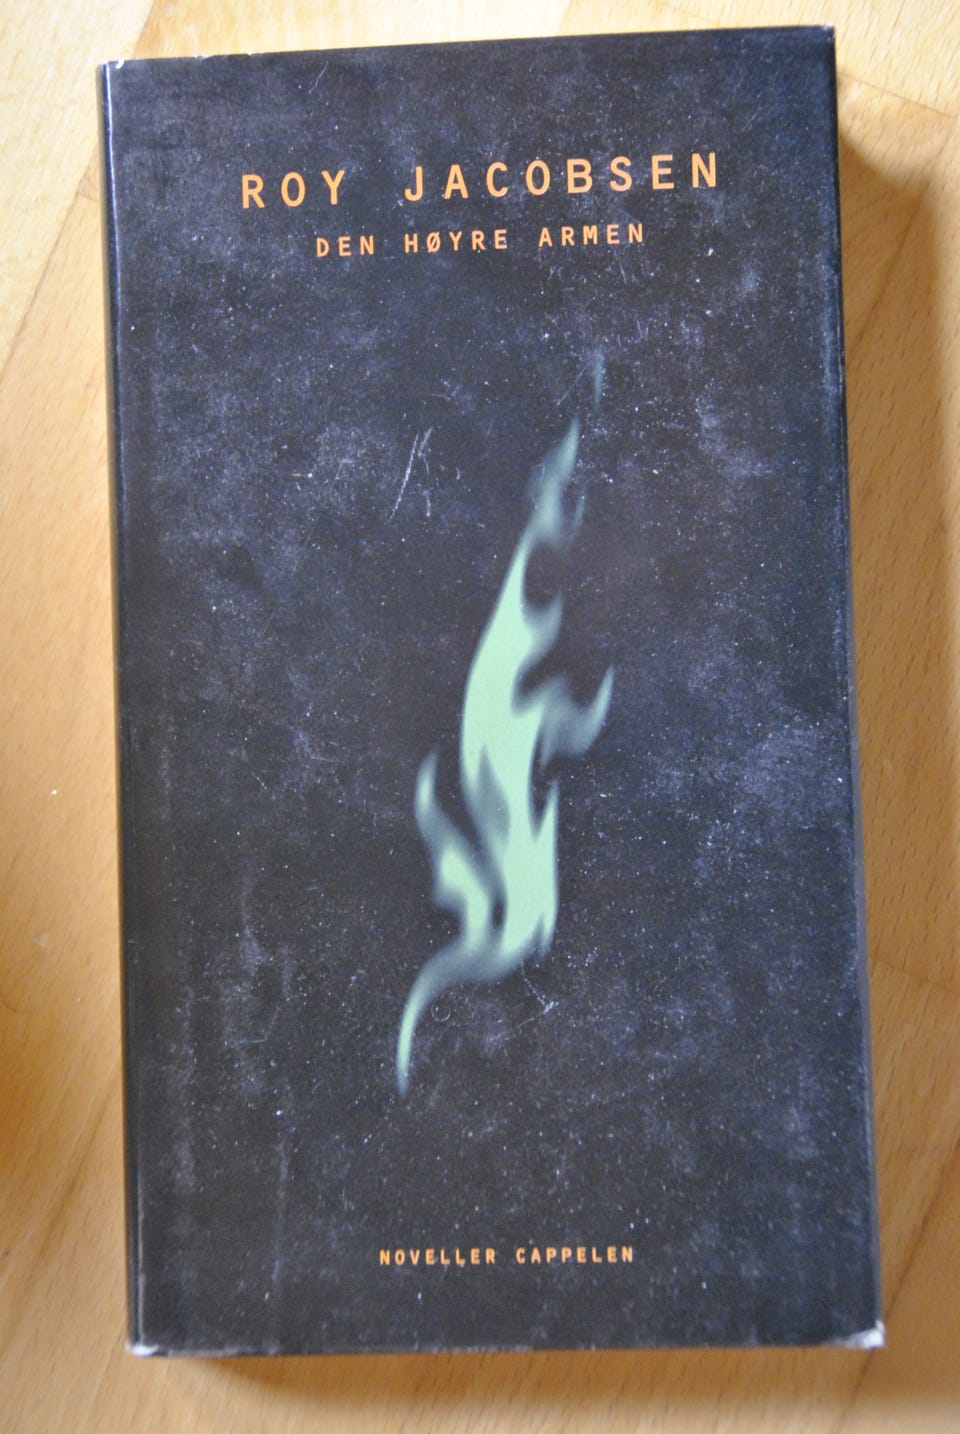 ROY JACOBSEN
DEN HØYRE ARMEN
NOVELLER CAPPELEN